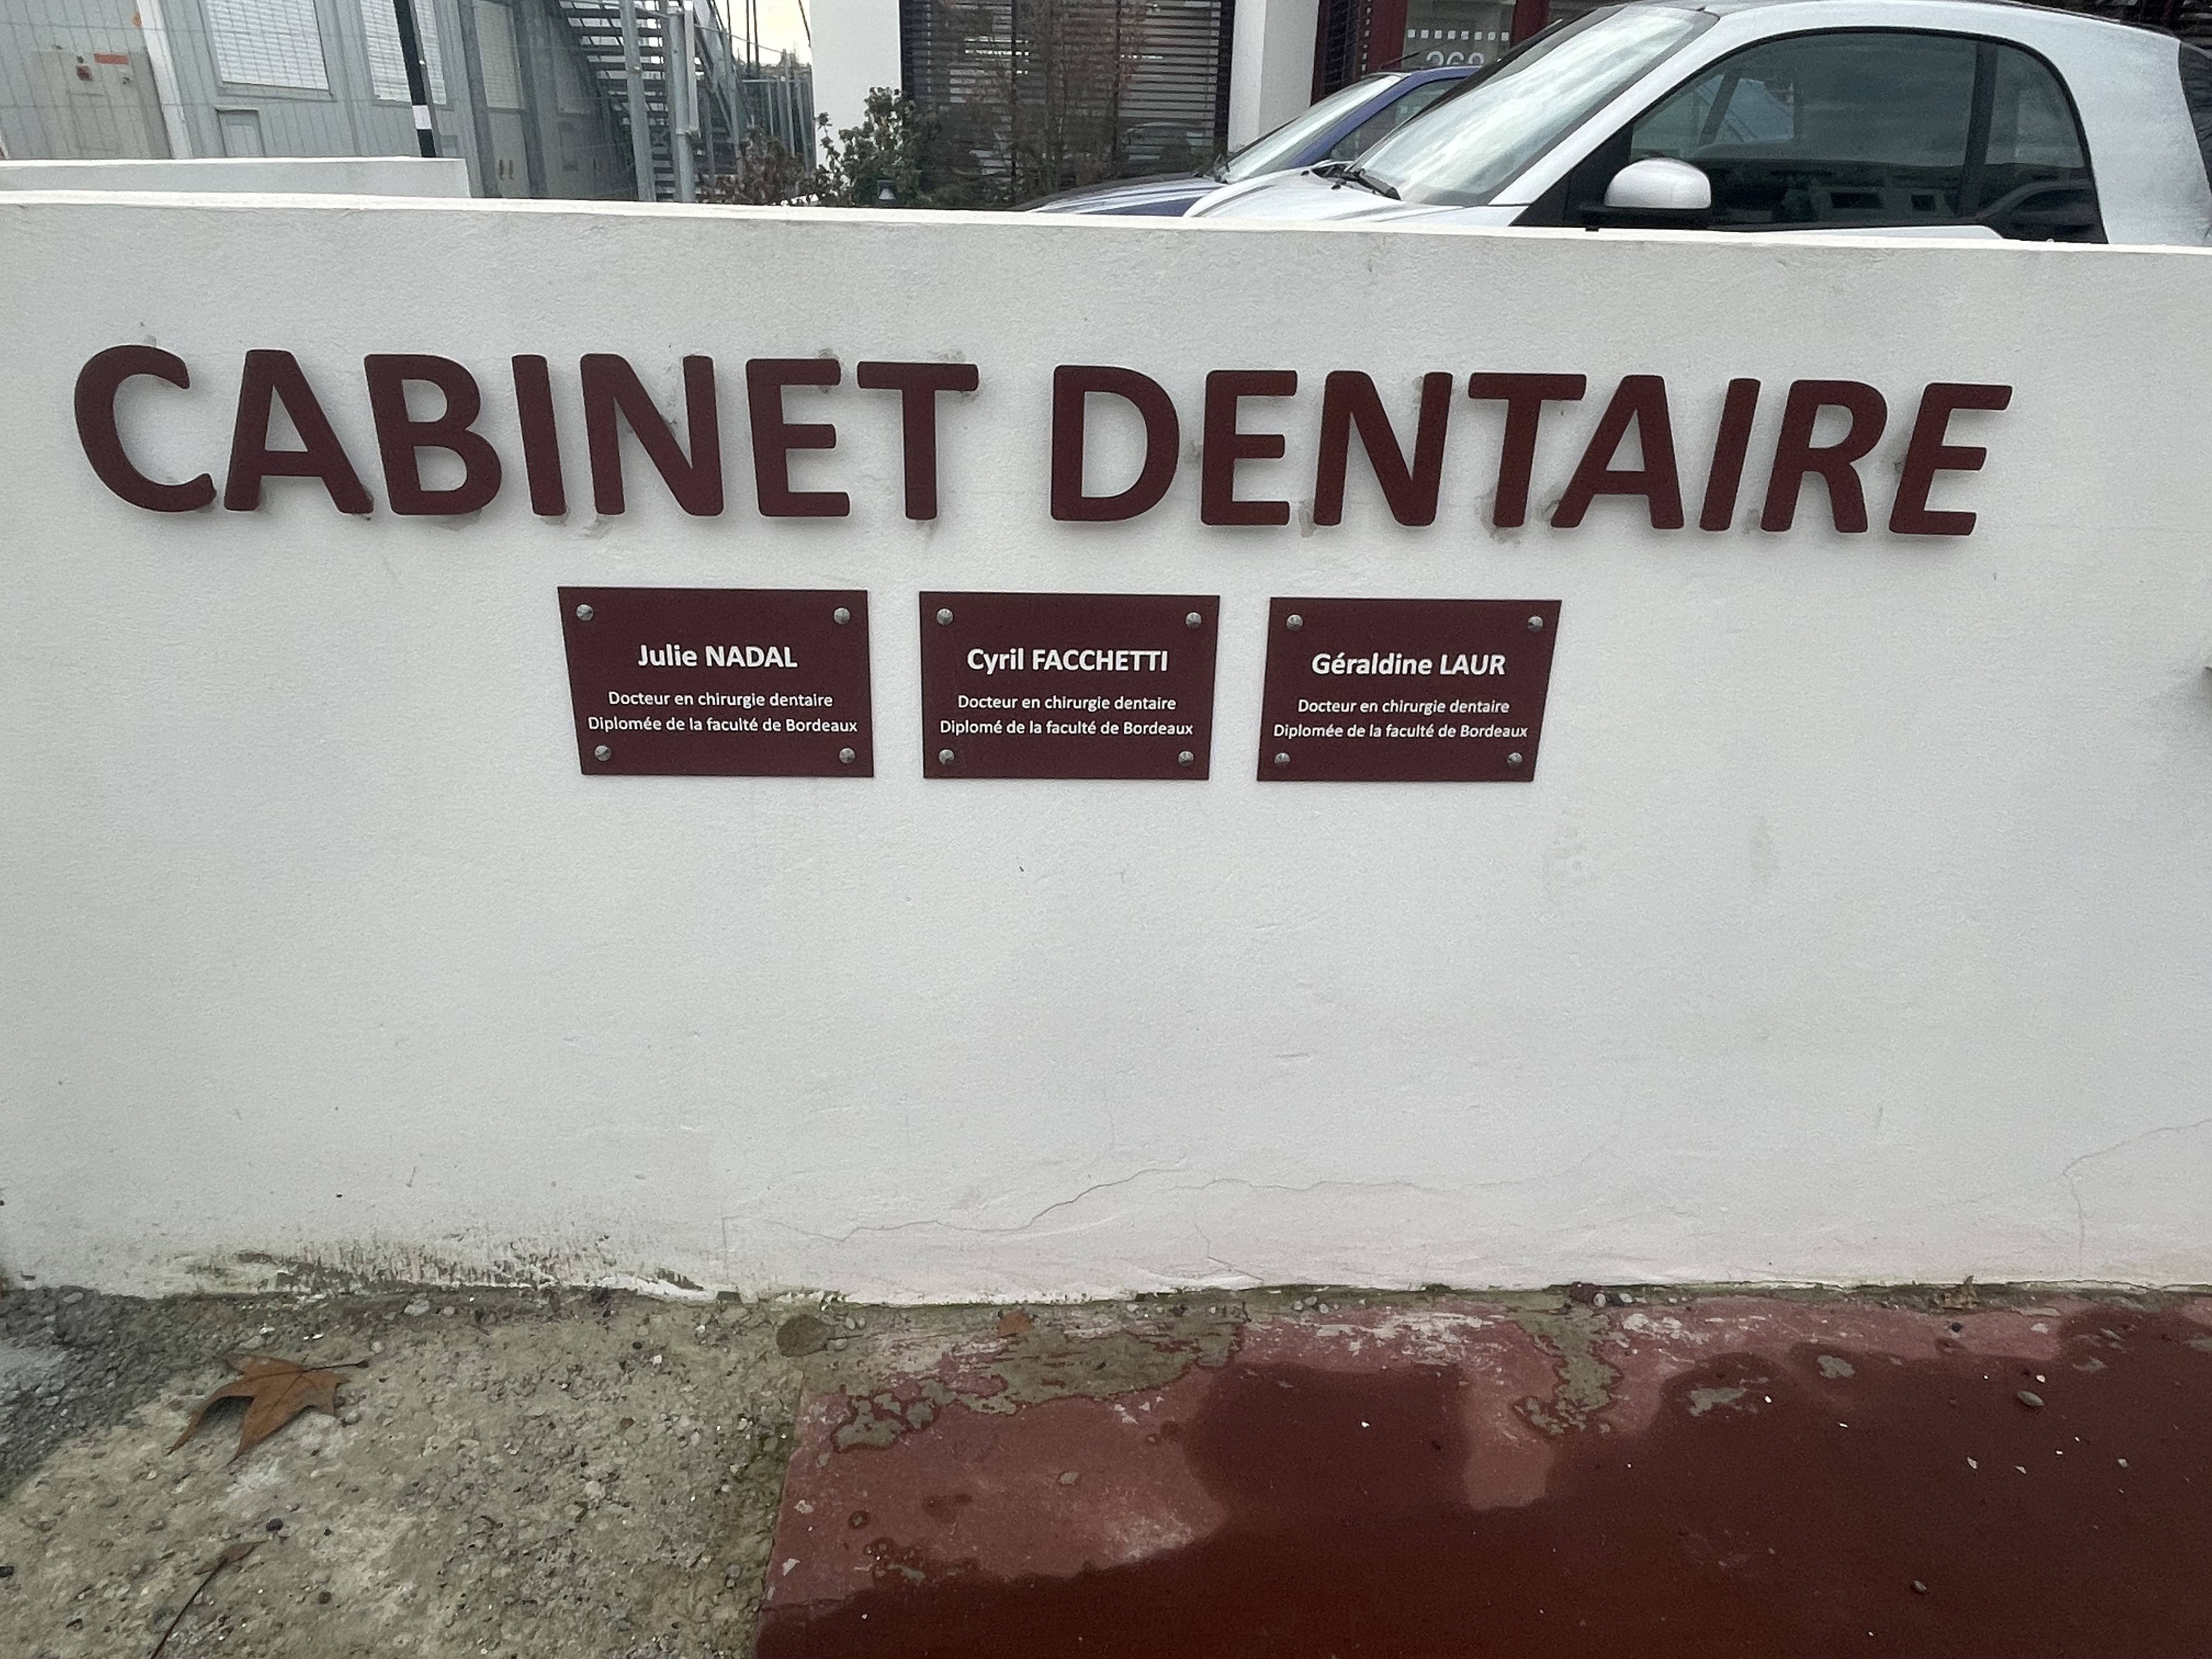 CABINET DENTAIRE
Julie NADAL
Docteur en chirurgie dentaire
Diplomée de la faculté de Bordeaux
Cyril FACCHETTI
Docteur en chirurgie dentaire
Diplomé de la faculté de Bordeaux
Géraldine LAUR
Docteur en chirurgie dentaire
Diplomée de la faculté de Bordeaux